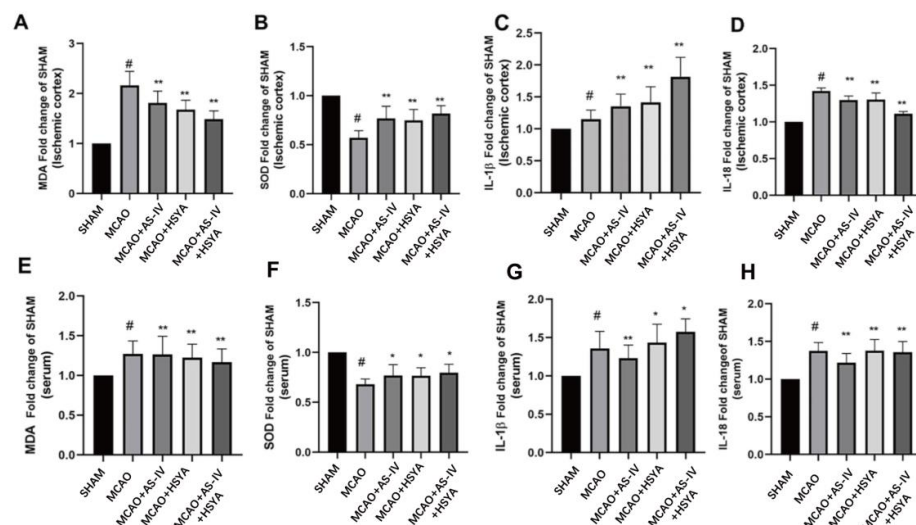 A
MDA Fold change of SHAM
(Ischemic cortex)
3
2
1
0
#
**
**
**
SHAM
MCAO
MCAO+AS-IV
MCAO+HSYA
MCAO+AS-IV
+HSYA
B
SOD Fold change of SHAM
(Ischemic cortex)
1.5
1.0
0.5
0.0
#
**
**
**
SHAM
MCAO
MCAO+AS-IV
MCAO+HSYA
MCAO+AS-IV
+HSYA
C
IL-1β Fold change of SHAM
(Ischemic cortex)
2.5
2.0
1.5
1.0
0.5
0.0
#
**
**
**
SHAM
MCAO
MCAO+AS-IV
MCAO+HSYA
MCAO+AS-IV
+HSYA
D
IL-18 Fold change of SHAM
(Ischemic cortex)
2.0
1.5
1.0
0.5
0.0
#
**
**
**
SHAM
MCAO
MCAO+AS-IV
MCAO+HSYA
MCAO+AS-IV
+HSYA
E
MDA Fold change of SHAM
(serum)
2.0
1.5
1.0
0.5
0.0
#
**
**
**
SHAM
MCAO
MCAO+AS-IV
MCAO+HSYA
MCAO+AS-IV
+HSYA
F
SOD Fold change of SHAM
(serum)
1.5
1.0
0.5
0.0
#
*
*
*
SHAM
MCAO
MCAO+AS-IV
MCAO+HSYA
MCAO+AS-IV
+HSYA
G
IL-1β Fold change of SHAM
(serum)
2.0
1.5
1.0
0.5
0.0
#
**
*
*
SHAM
MCAO
MCAO+AS-IV
MCAO+HSYA
MCAO+AS-IV
+HSYA
H
IL-18 Fold changeof SHAM
(serum)
2.0
1.5
1.0
0.5
0.0
#
**
**
**
SHAM
MCAO
MCAO+AS-IV
MCAO+HSYA
MCAO+AS-IV
+HSYA